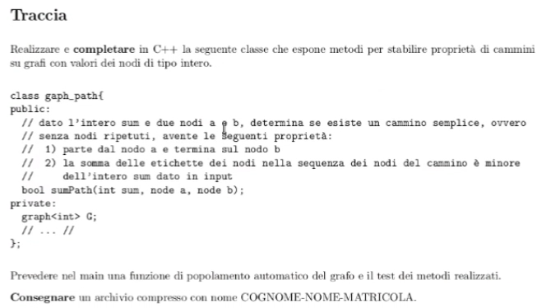 Traccia
Realizzare e completare in C++ la seguente classe che espone metodi per stabilire proprietà di cammini
su grafi con valori dei nodi di tipo intero.
class gaph_path{
public:
// dato l'intero sum e due nodi a e b, determina se esiste un cammino semplice, ovvero
// senza nodi ripetuti, avente le seguenti proprietà:
// 1) parte dal nodo a e termina sul nodo b
// 2) la somma delle etichette dei nodi nella sequenza dei nodi del cammino è minore
// dell'intero sum dato in input
bool sumPath(int sum, node a, node b);
private:
graph<int> G;
// ... //
};
Prevedere nel main una funzione di popolamento automatico del grafo e il test dei metodi realizzati.
Consegnare un archivio compresso con nome COGNOME-NOME-MATRICOLA.